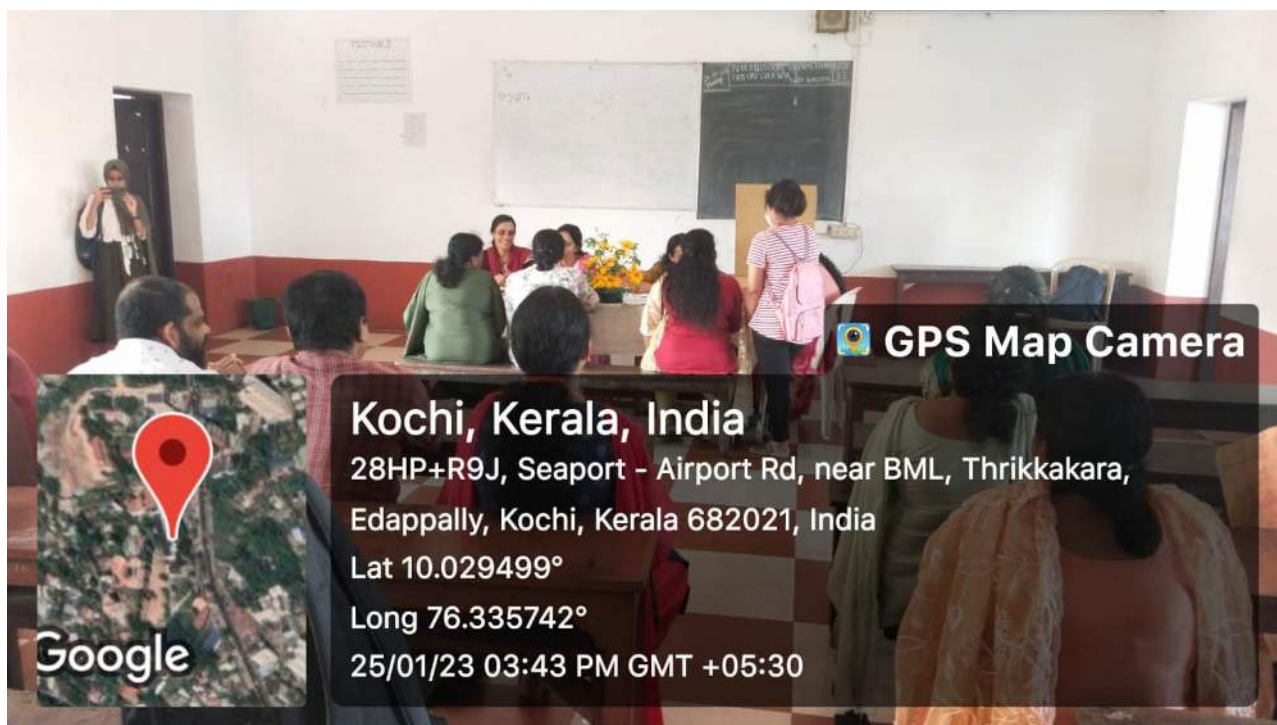 TIMETABLE
GPS Map Camera
Kochi, Kerala, India
28HP+R9J, Seaport - Airport Rd, near BML, Thrikkakara,
Edappally, Kochi, Kerala 682021, India
Lat 10.029499°
Long 76.335742°
25/01/23 03:43 PM GMT +05:30
Google